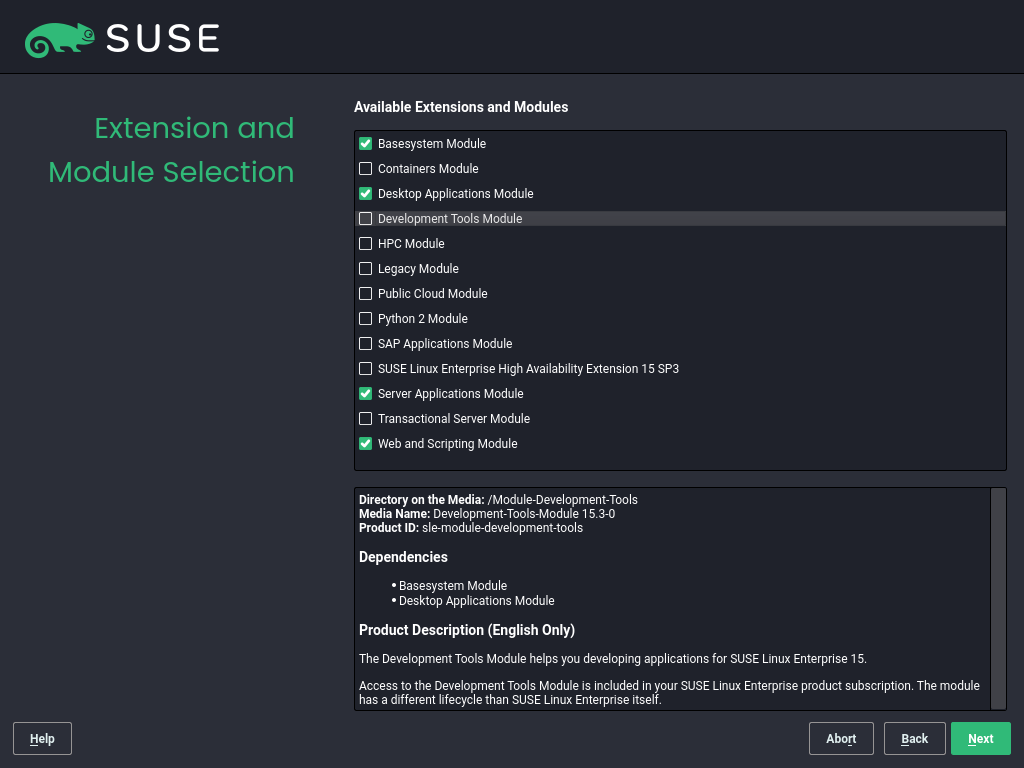 SUSE
Extension and
Module Selection
Available Extensions and Modules
Basesystem Module
Containers Module
Desktop Applications Module
Development Tools Module
HPC Module
Legacy Module
Public Cloud Module
Python 2 Module
SAP Applications Module
SUSE Linux Enterprise High Availability Extension 15 SP3
Server Applications Module
Transactional Server Module
Web and Scripting Module
Directory on the Media: /Module-Development-Tools
Media Name: Development-Tools-Module 15.3-0
Product ID: sle-module-development-tools
Dependencies
• Basesystem Module
• Desktop Applications Module
Product Description (English Only)
The Development Tools Module helps you developing applications for SUSE Linux Enterprise 15.
Access to the Development Tools Module is included in your SUSE Linux Enterprise product subscription. The module
has a different lifecycle than SUSE Linux Enterprise itself.
Help Abort Back Next